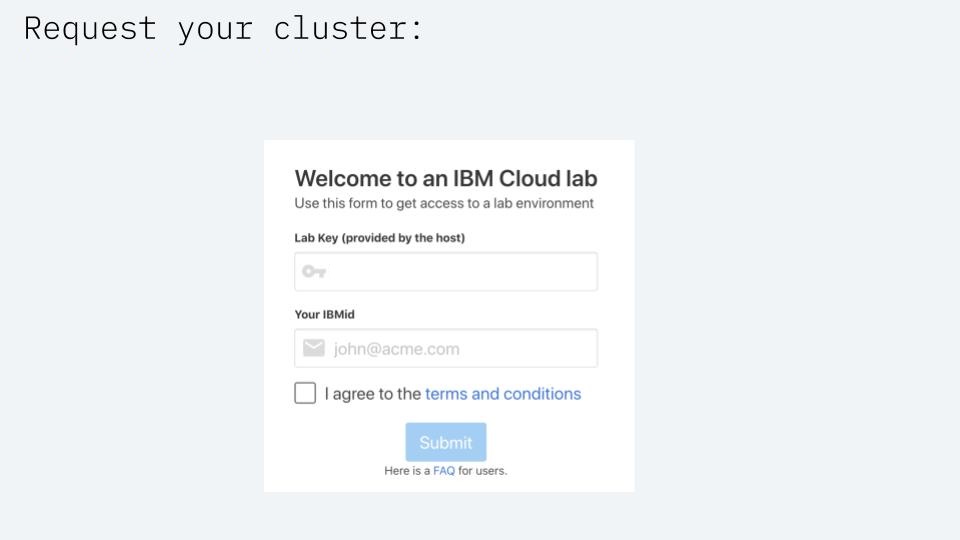 Request your cluster:
Welcome to an IBM Cloud lab
Use this form to get access to a lab environment
Lab Key (provided by the host)
Your IBMid
john@acme.com
I agree to the terms and conditions
Submit
Here is a FAQ for users.